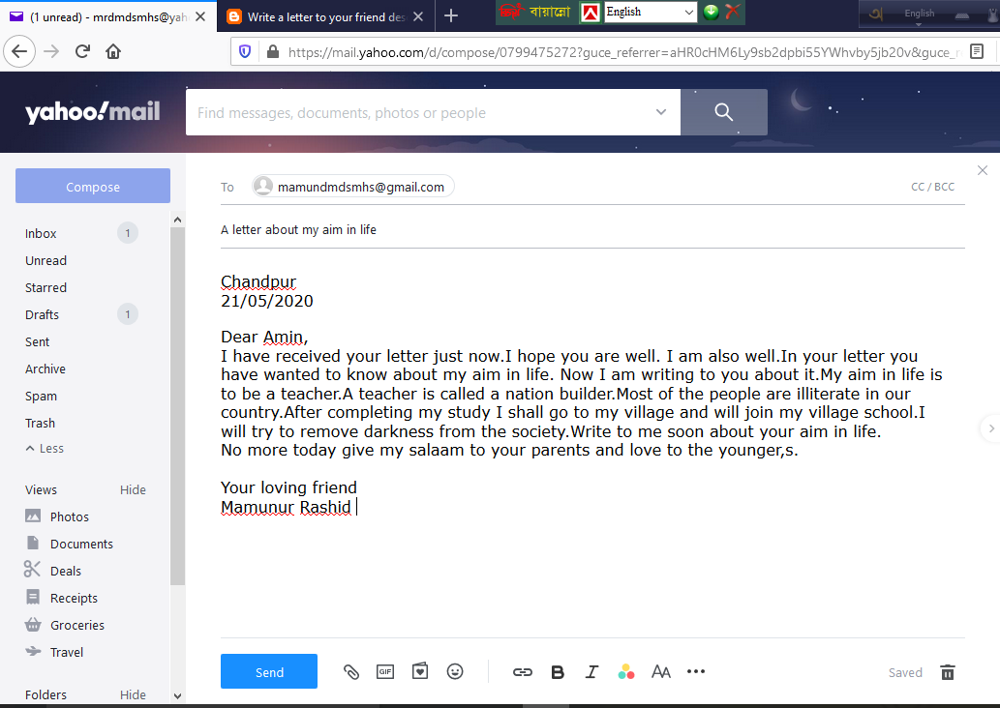 (1 unread) - mrdmdsmhs@yah
Write a letter to your friend des
বায়ান্নো
English
English
https://mail.yahoo.com/d/compose/0799475272?guce_referrer=aHR0cHM6Ly9sb2dpbi55YWhvby5jb20v&guce_r
yahoo!mail
Find messages, documents, photos or people
Compose
To
mamundmdsmhs@gmail.com
CC / BCC
Inbox
1
A letter about my aim in life
Unread
Starred
Drafts
1
Sent
Archive
Spam
Trash
Less
Views
Hide
Photos
Documents
Deals
Receipts
Groceries
Travel
Folders
Hide
Chandpur
21/05/2020
Dear Amin,
I have received your letter just now.I hope you are well. I am also well.In your letter you
have wanted to know about my aim in life. Now I am writing to you about it.My aim in life is
to be a teacher.A teacher is called a nation builder.Most of the people are illiterate in our
country.After completing my study I shall go to my village and will join my village school.I
will try to remove darkness from the society.Write to me soon about your aim in life.
No more today give my salaam to your parents and love to the younger,s.
Your loving friend
Mamunur Rashid
Send
GIF
B
I
AA
Saved